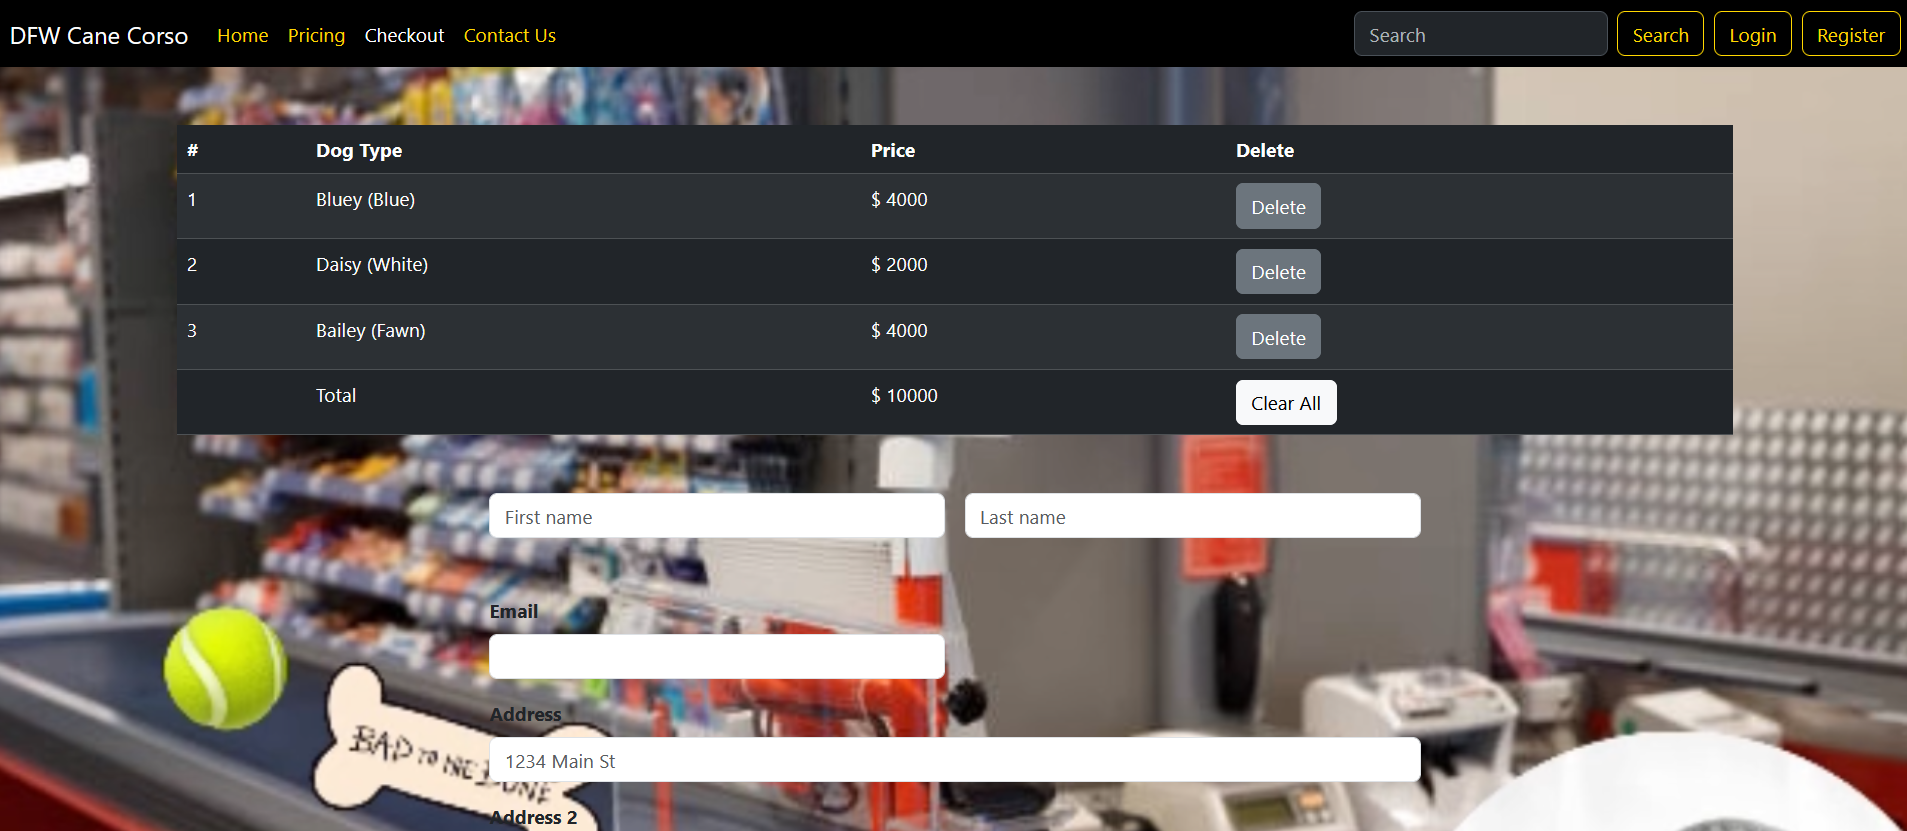 DFW Cane Corso Home Pricing Checkout Contact Us Search Search Login Register
# Dog Type Price Delete
1 Bluey (Blue) $ 4000 Delete
2 Daisy (White) $ 2000 Delete
3 Bailey (Fawn) $ 4000 Delete
Total $ 10000 Clear All
First name Last name
Email
Address
BAD TO THE BONE
1234 Main St
Address 2